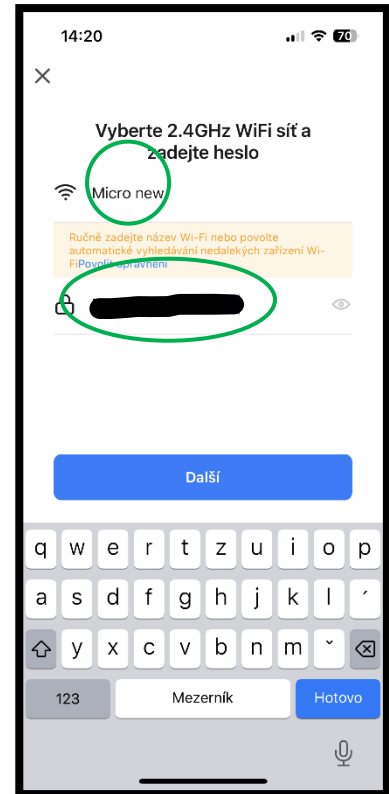 14:20
70
Vyberte 2.4GHz WiFi síť a
zadejte heslo
Micro new
Ručně zadejte název Wi-Fi nebo povolte
automatické vyhledávání nedalekých zařízení Wi-
FiPovolit oprávnění
Další
q w e r t z u i o p
a s d f g h j k l ´
y x c v b n m ˇ
123 Mezerník Hotovo